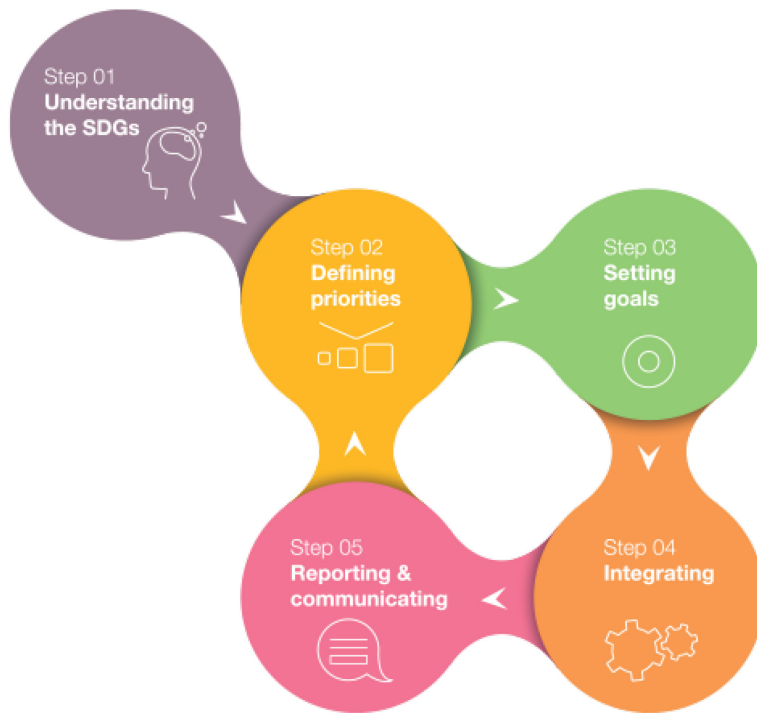 Step 01
Understanding
the SDGs
Step 02
Defining
priorities
Step 03
Setting
goals
Step 04
Integrating
Step 05
Reporting &
communicating